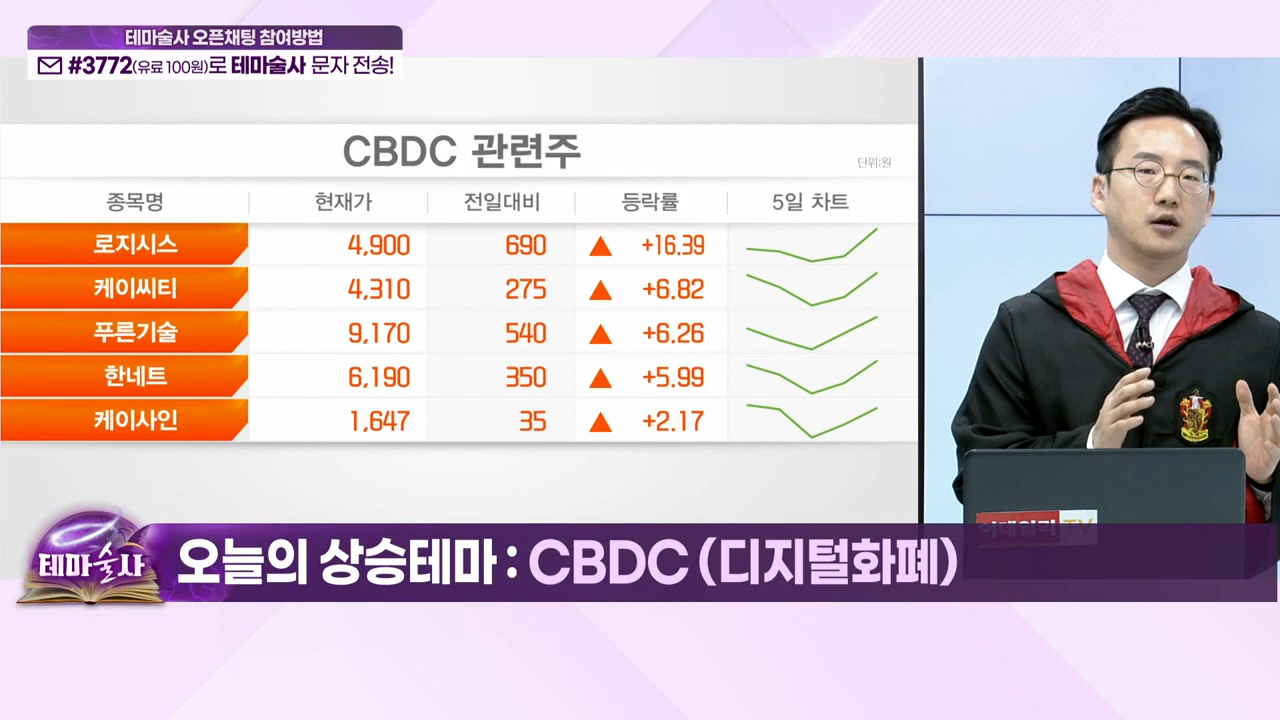 테마술사 오픈채팅 참여방법
#3772(유료 100원)로 테마술사 문자 전송!
CBDC 관련주
단위:원
종목명 현재가 전일대비 등락률 5일 차트
로지시스 4,900 690 ▲ +16.39
케이씨티 4,310 275 ▲ +6.82
푸른기술 9,170 540 ▲ +6.26
한네트 6,190 350 ▲ +5.99
케이사인 1,647 35 ▲ +2.17
이데일리 TV
테마술사
오늘의 상승테마 : CBDC (디지털화폐)